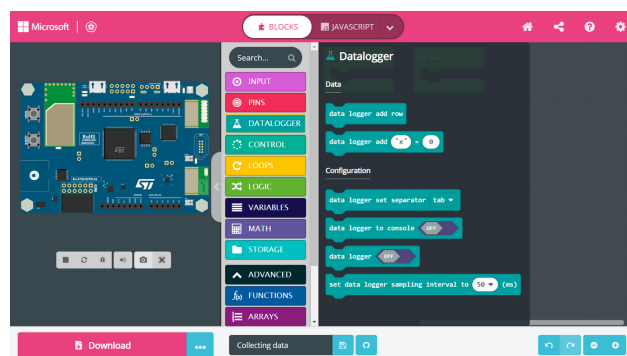 Microsoft
BLOCKS
JAVASCRIPT
Search...
INPUT
PINS
DATALOGGER
CONTROL
LOOPS
LOGIC
VARIABLES
MATH
STORAGE
ADVANCED
FUNCTIONS
ARRAYS
Datalogger
Data
data logger add row
data logger add "x" = 0
Configuration
data logger set separator tab
data logger to console OFF
data logger OFF
set data logger sampling interval to 50 (ms)
RoHS
Download
Collecting data